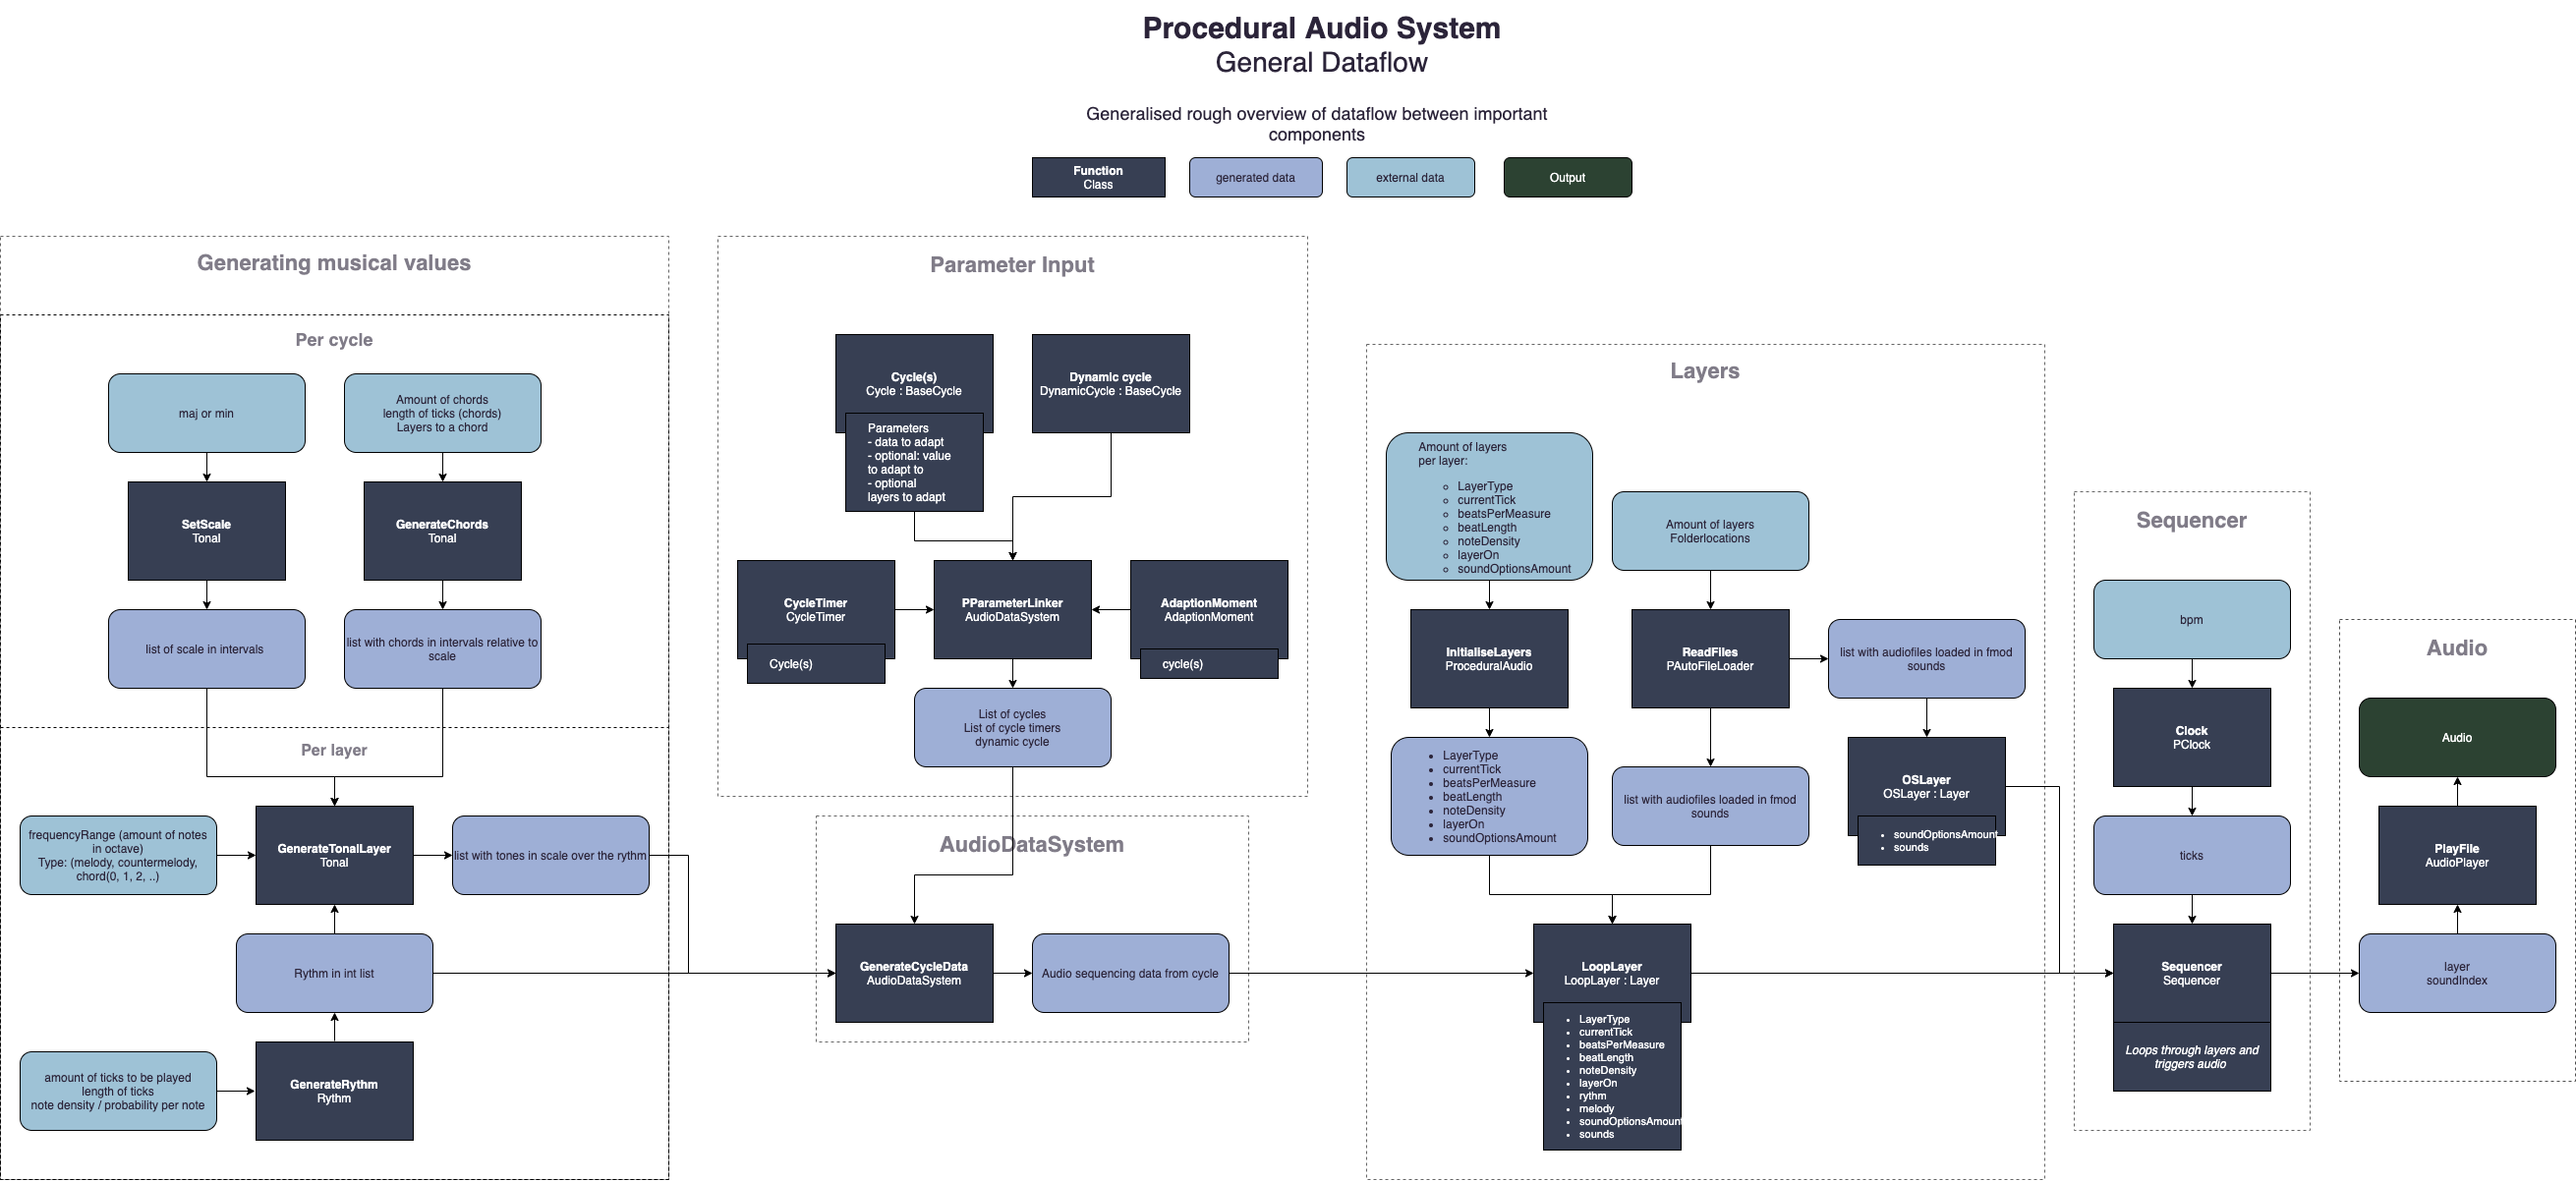 Procedural Audio System
General Dataflow
Generalised rough overview of dataflow between important
components
Function
Class
generated data
external data
Output
Generating musical values
Per cycle
maj or min
Amount of chords
length of ticks (chords)
Layers to a chord
SetScale
Tonal
GenerateChords
Tonal
list of scale in intervals
list with chords in intervals relative to
scale
Per layer
frequencyRange (amount of notes
in octave)
Type: (melody, countermelody,
chord(0, 1, 2, ..)
GenerateTonalLayer
Tonal
list with tones in scale over the rythm
Rythm in int list
amount of ticks to be played
length of ticks
note density / probability per note
GenerateRythm
Rythm
Parameter Input
Cycle(s)
Cycle : BaseCycle
Parameters
- data to adapt
- optional: value
to adapt to
- optional
layers to adapt
Dynamic cycle
DynamicCycle : BaseCycle
CycleTimer
CycleTimer
Cycle(s)
PParameterLinker
AudioDataSystem
AdaptionMoment
AdaptionMoment
cycle(s)
List of cycles
List of cycle timers
dynamic cycle
AudioDataSystem
GenerateCycleData
AudioDataSystem
Audio sequencing data from cycle
Layers
Amount of layers
per layer:
LayerType
currentTick
beatsPerMeasure
beatLength
noteDensity
layerOn
soundOptionsAmount
Amount of layers
Folderlocations
InitialiseLayers
ProceduralAudio
ReadFiles
PAutoFileLoader
list with audiofiles loaded in fmod
sounds
LayerType
currentTick
beatsPerMeasure
beatLength
noteDensity
layerOn
soundOptionsAmount
list with audiofiles loaded in fmod
sounds
OSLayer
OSLayer : Layer
soundOptionsAmount
sounds
LoopLayer
LoopLayer : Layer
LayerType
currentTick
beatsPerMeasure
beatLength
noteDensity
layerOn
rythm
melody
soundOptionsAmount
sounds
Sequencer
bpm
Clock
PClock
ticks
Sequencer
Sequencer
Loops through layers and
triggers audio
Audio
Audio
PlayFile
AudioPlayer
layer
soundIndex